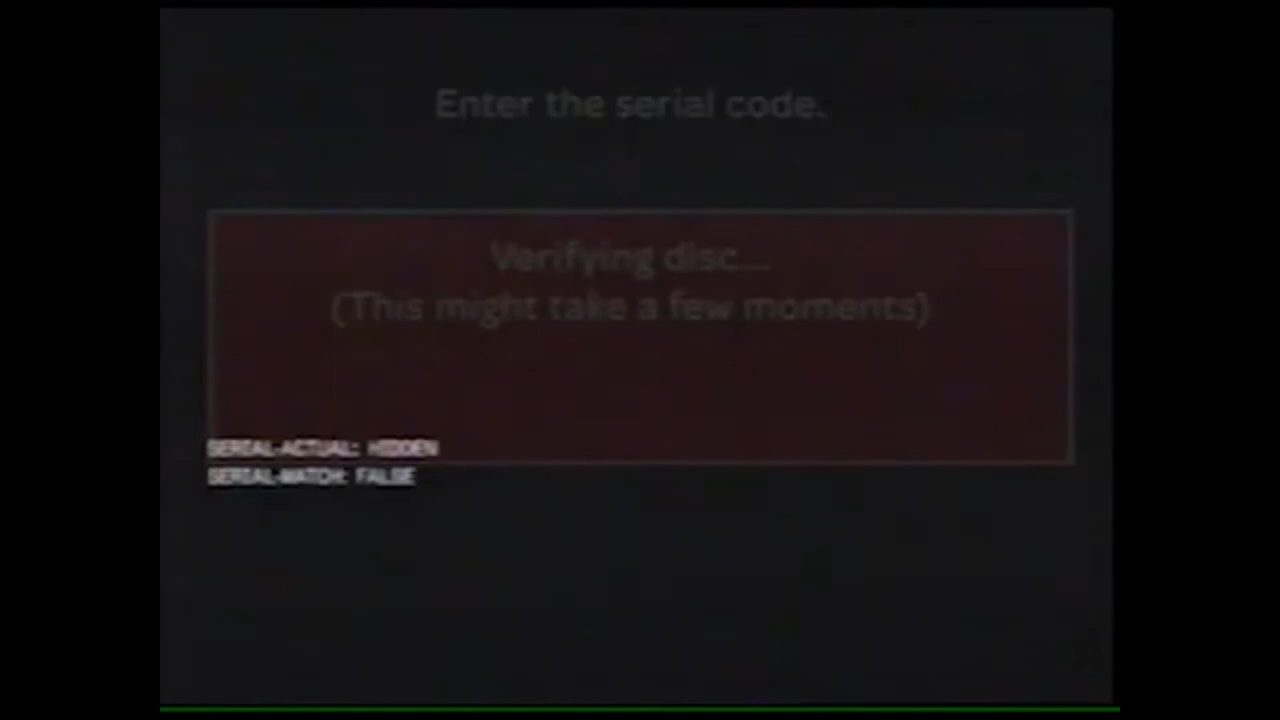 Enter the serial code.
Verifying disc...
(This might take a few moments)
SERIAL-ACTUAL: HIDDEN
SERIAL-MATCH: FALSE